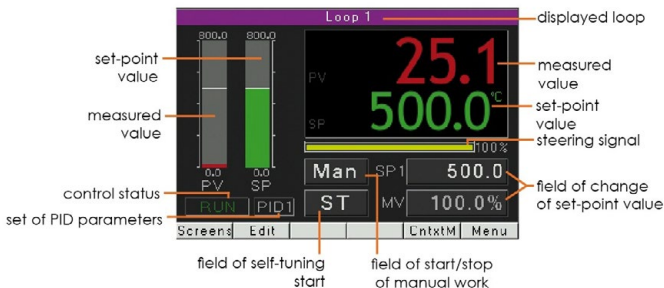 Loop 1
displayed loop
800.0 800.0
set-point
value
measured
value
PV
25.1
measured
value
SP
500.0
°C
set-point
value
steering signal
100%
0.0 0.0
PV SP
Man
SP1
500.0
control status
RUN
PID1
set of PID parameters
ST
MV
100.0%
field of change
of set-point value
Screens
Edit
CntxtM
Menu
field of self-tuning
start
field of start/stop
of manual work